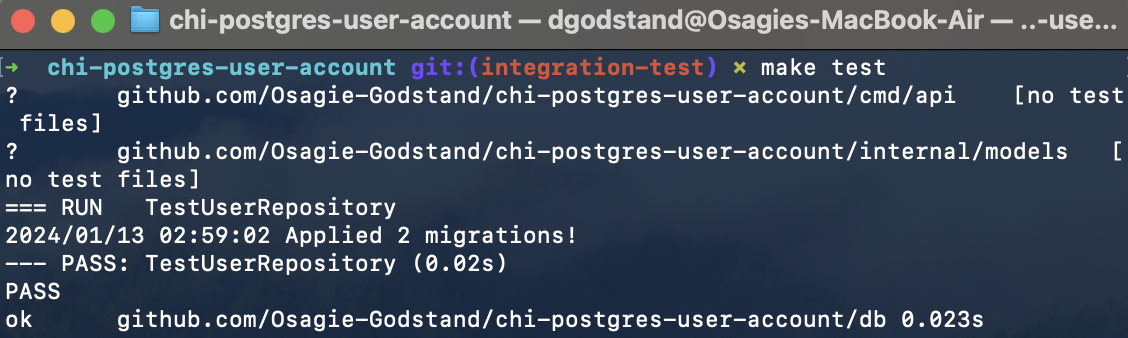 chi-postgres-user-account — dgodstand@Osagies-MacBook-Air — ..-use...
➜  chi-postgres-user-account git:(integration-test) ✗ make test
?       github.com/Osagie-Godstand/chi-postgres-user-account/cmd/api    [no test
 files]
?       github.com/Osagie-Godstand/chi-postgres-user-account/internal/models   [
no test files]
=== RUN   TestUserRepository
2024/01/13 02:59:02 Applied 2 migrations!
--- PASS: TestUserRepository (0.02s)
PASS
ok      github.com/Osagie-Godstand/chi-postgres-user-account/db 0.023s